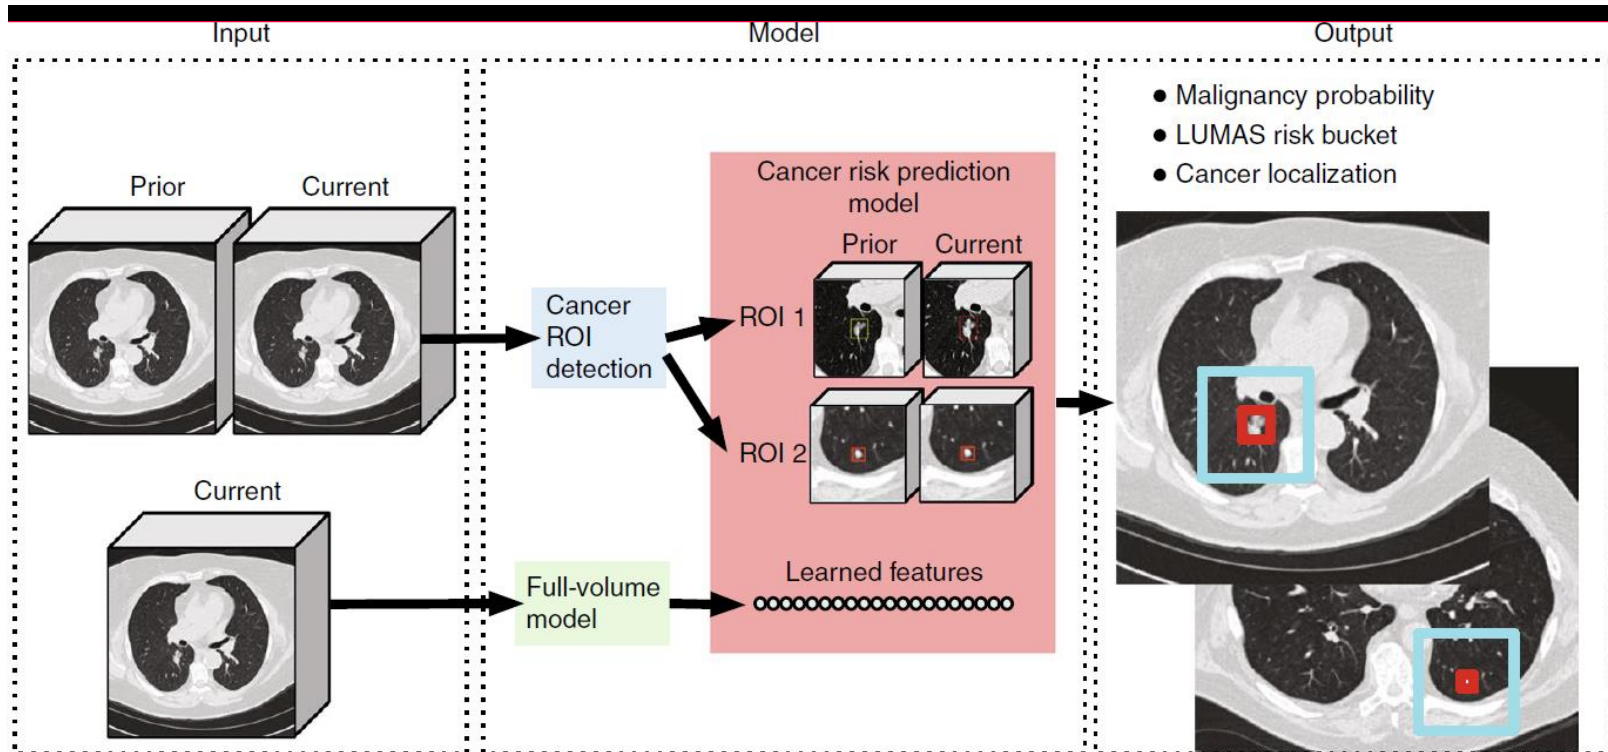 Input
Model
Output
Prior
Current
Current
Cancer
ROI
detection
Full-volume
model
Cancer risk prediction
model
Prior
Current
ROI 1
ROI 2
Learned features
● Malignancy probability
● LUMAS risk bucket
● Cancer localization